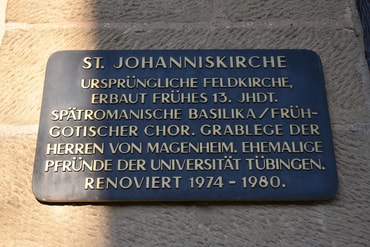 ST. JOHANNISKIRCHE
URSPRÜNGLICHE FELDKIRCHE,
ERBAUT FRÜHES 13. JHDT.
SPÄTROMANISCHE BASILIKA/FRÜH-
GOTISCHER CHOR. GRABLEGE DER
HERREN VON MAGENHEIM. EHEMALIGE
PFRÜNDE DER UNIVERSITÄT TÜBINGEN.
RENOVIERT 1974 - 1980.